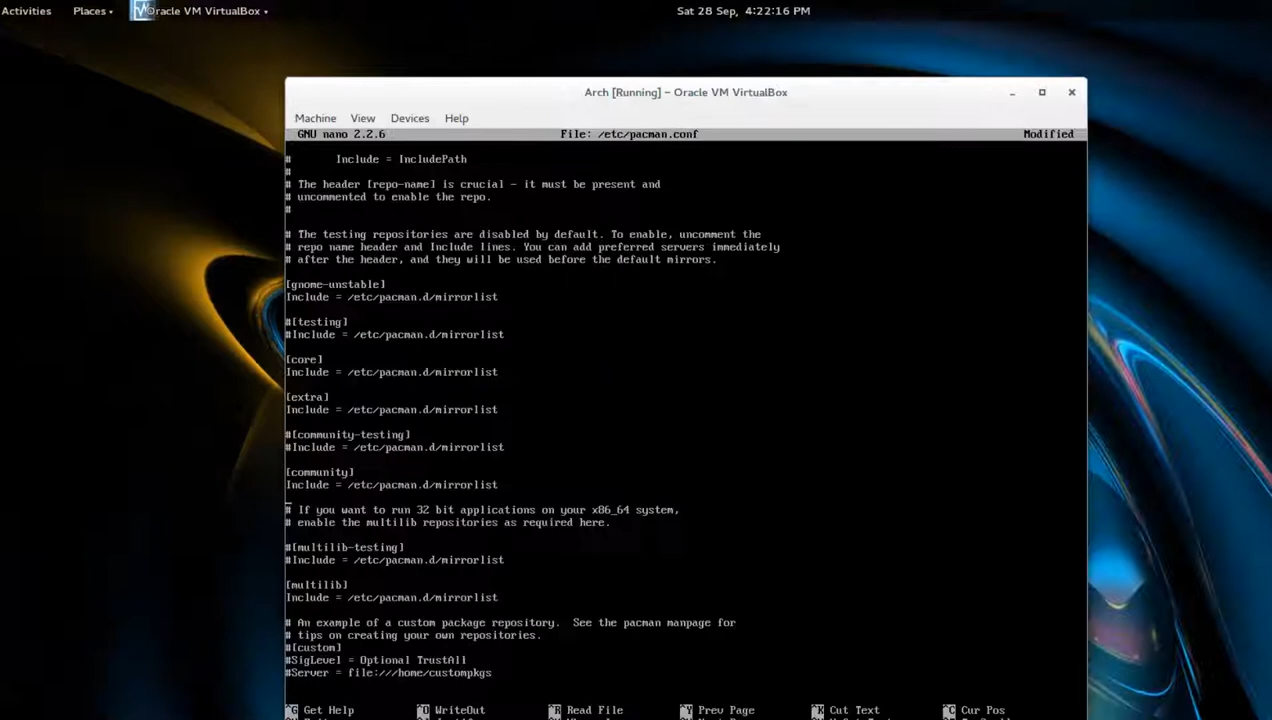 Activities Places Oracle VM VirtualBox Sat 28 Sep, 4:22:16 PM
Arch [Running] – Oracle VM VirtualBox
Machine View Devices Help
GNU nano 2.2.6 File: /etc/pacman.conf Modified
# Include = IncludePath
#
# The header [repo-name] is crucial - it must be present and
# uncommented to enable the repo.
#
# The testing repositories are disabled by default. To enable, uncomment the
# repo name header and Include lines. You can add preferred servers immediately
# after the header, and they will be used before the default mirrors.
[gnome-unstable]
Include = /etc/pacman.d/mirrorlist
#[testing]
#Include = /etc/pacman.d/mirrorlist
[core]
Include = /etc/pacman.d/mirrorlist
[extra]
Include = /etc/pacman.d/mirrorlist
#[community-testing]
#Include = /etc/pacman.d/mirrorlist
[community]
Include = /etc/pacman.d/mirrorlist
# If you want to run 32 bit applications on your x86_64 system,
# enable the multilib repositories as required here.
#[multilib-testing]
#Include = /etc/pacman.d/mirrorlist
[multilib]
Include = /etc/pacman.d/mirrorlist
# An example of a custom package repository.  See the pacman manpage for
# tips on creating your own repositories.
#[custom]
#SigLevel = Optional TrustAll
#Server = file:///home/custompkgs
^G Get Help ^O WriteOut ^R Read File ^Y Prev Page ^K Cut Text ^C Cur Pos